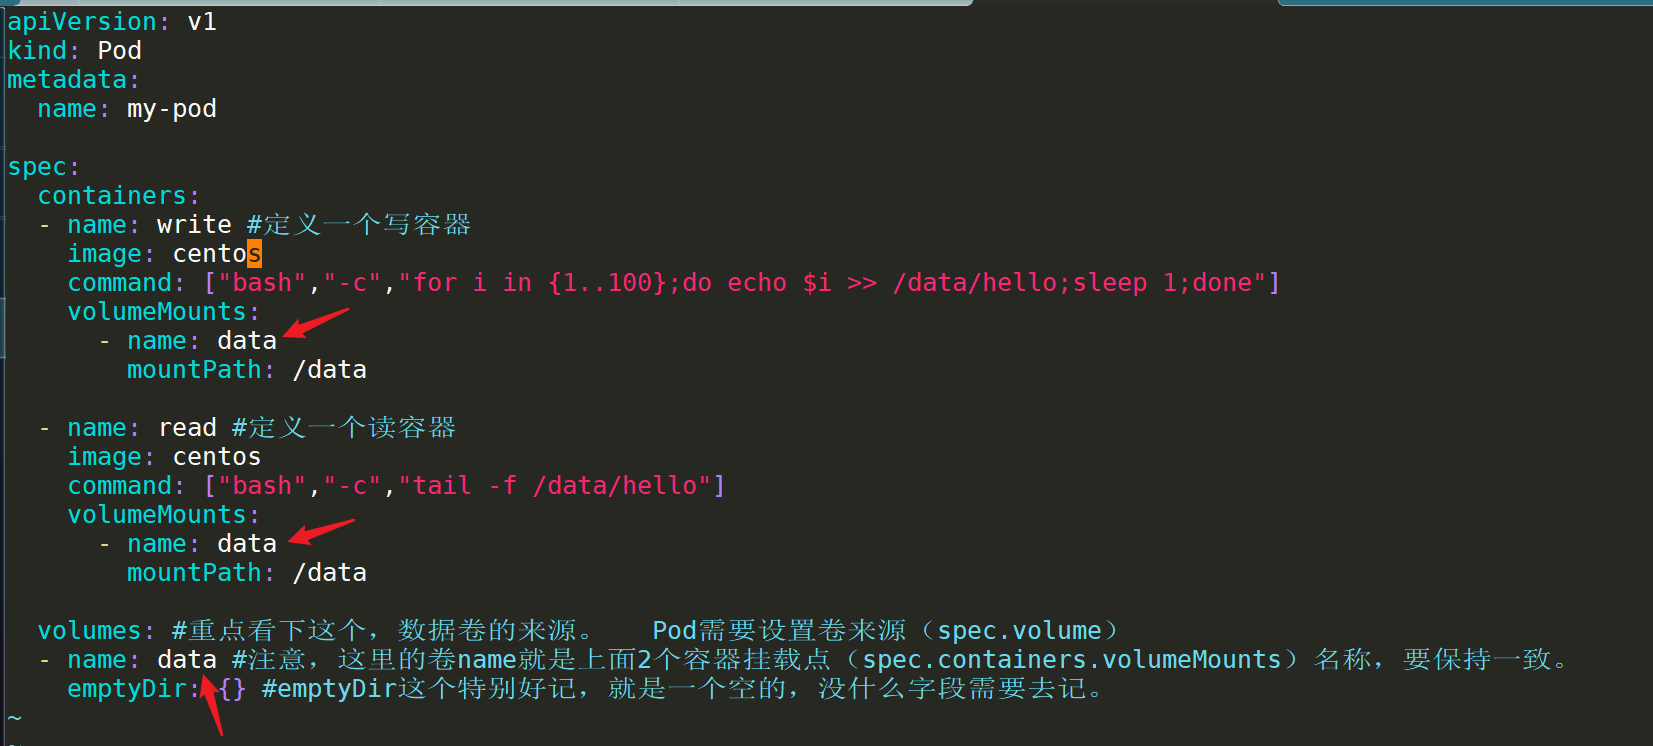 apiVersion: v1
kind: Pod
metadata:
  name: my-pod

spec:
  containers:
  - name: write #定义一个写容器
    image: centos
    command: ["bash","-c","for i in {1..100};do echo $i >> /data/hello;sleep 1;done"]
    volumeMounts:
      - name: data
        mountPath: /data

  - name: read #定义一个读容器
    image: centos
    command: ["bash","-c","tail -f /data/hello"]
    volumeMounts:
      - name: data
        mountPath: /data

  volumes: #重点看下这个，数据卷的来源。   Pod需要设置卷来源（spec.volume）
  - name: data #注意，这里的卷name就是上面2个容器挂载点（spec.containers.volumeMounts）名称，要保持一致。
    emptyDir: {} #emptyDir这个特别好记，就是一个空的，没什么字段需要去记。
~